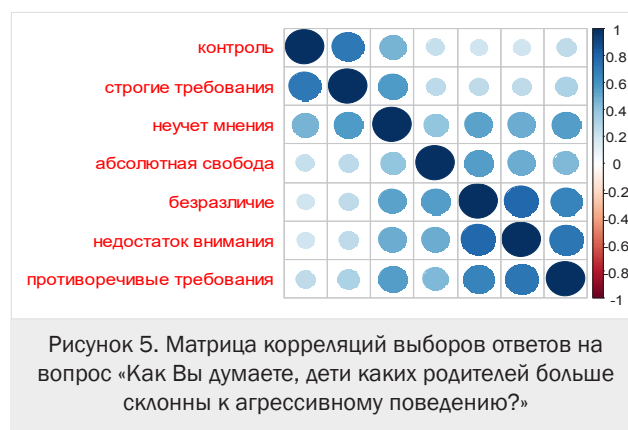 контроль
строгие требования
неучет мнения
абсолютная свобода
безразличие
недостаток внимания
противоречивые требования
1
0.8
0.6
0.4
0.2
0
0.2
-0.4
-0.6
-0.8
-1
Рисунок 5. Матрица корреляций выборов ответов на
вопрос «Как Вы думаете, дети каких родителей больше
склонны к агрессивному поведению?»